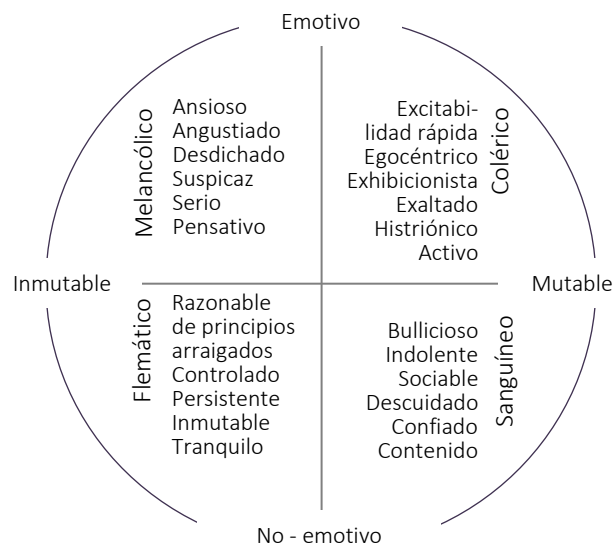 Emotivo
Melancólico
Ansioso
Angustiado
Desdichado
Suspicaz
Serio
Pensativo
Excitabi-
lidad rápida
Egocéntrico
Exhibicionista
Exaltado
Histriónico
Activo
Colérico
Inmutable
Mutable
Flemático
Razonable
de principios
arraigados
Controlado
Persistente
Inmutable
Tranquilo
Bullicioso
Indolente
Sociable
Descuidado
Confiado
Contenido
Sanguíneo
No - emotivo